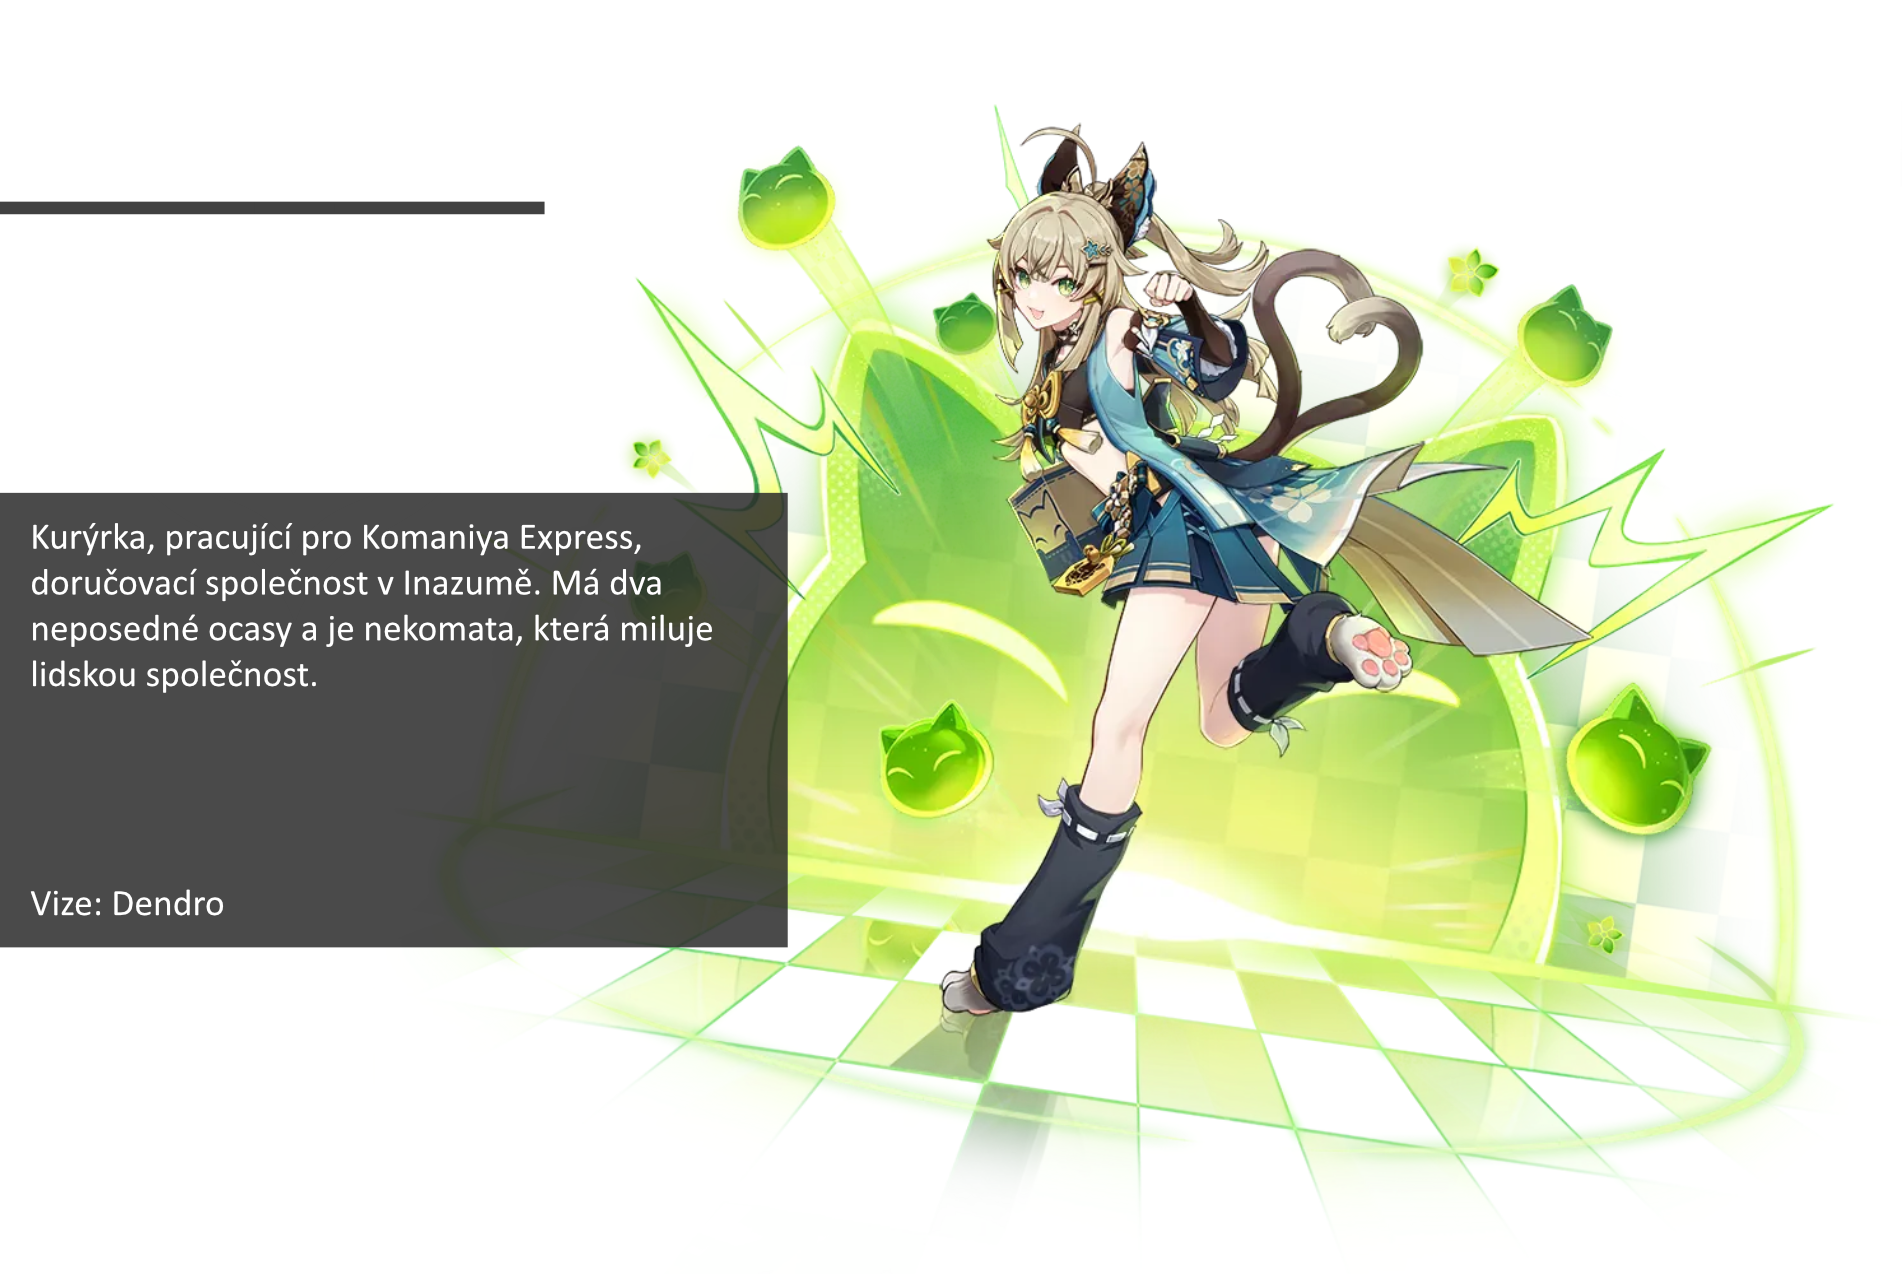 Kurýrka, pracující pro Komaniya Express,
doručovací společnost v Inazumě. Má dva
neposedné ocasy a je nekomata, která miluje
lidskou společnost.
Vize: Dendro